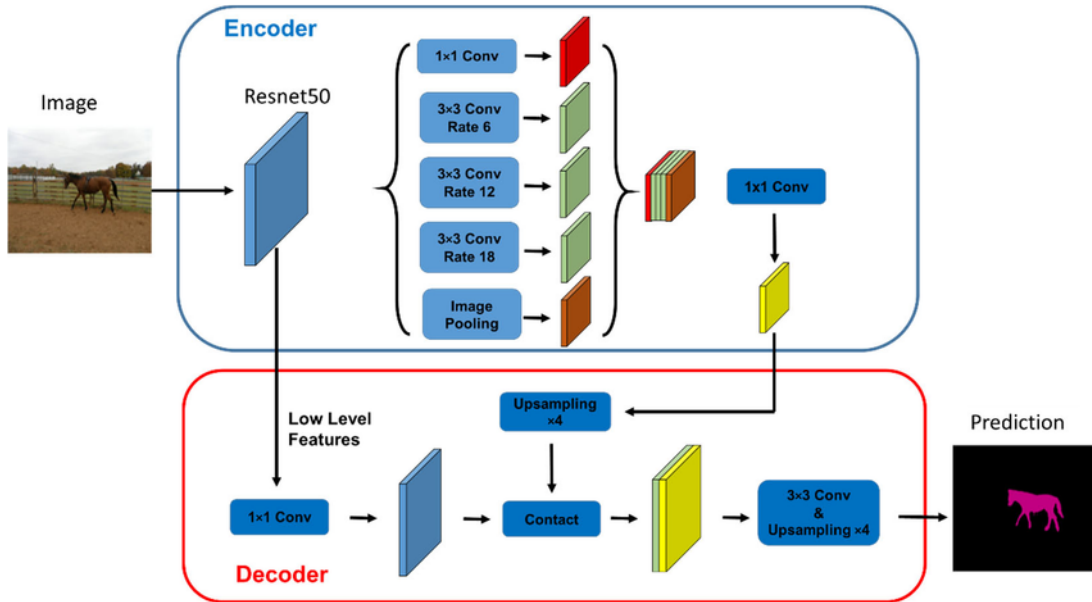 Encoder
Image
Resnet50
1×1 Conv
3×3 Conv
Rate 6
3×3 Conv
Rate 12
3×3 Conv
Rate 18
Image
Pooling
1x1 Conv
Low Level
Features
Upsampling
×4
1×1 Conv
Contact
3×3 Conv
&
Upsampling ×4
Prediction
Decoder